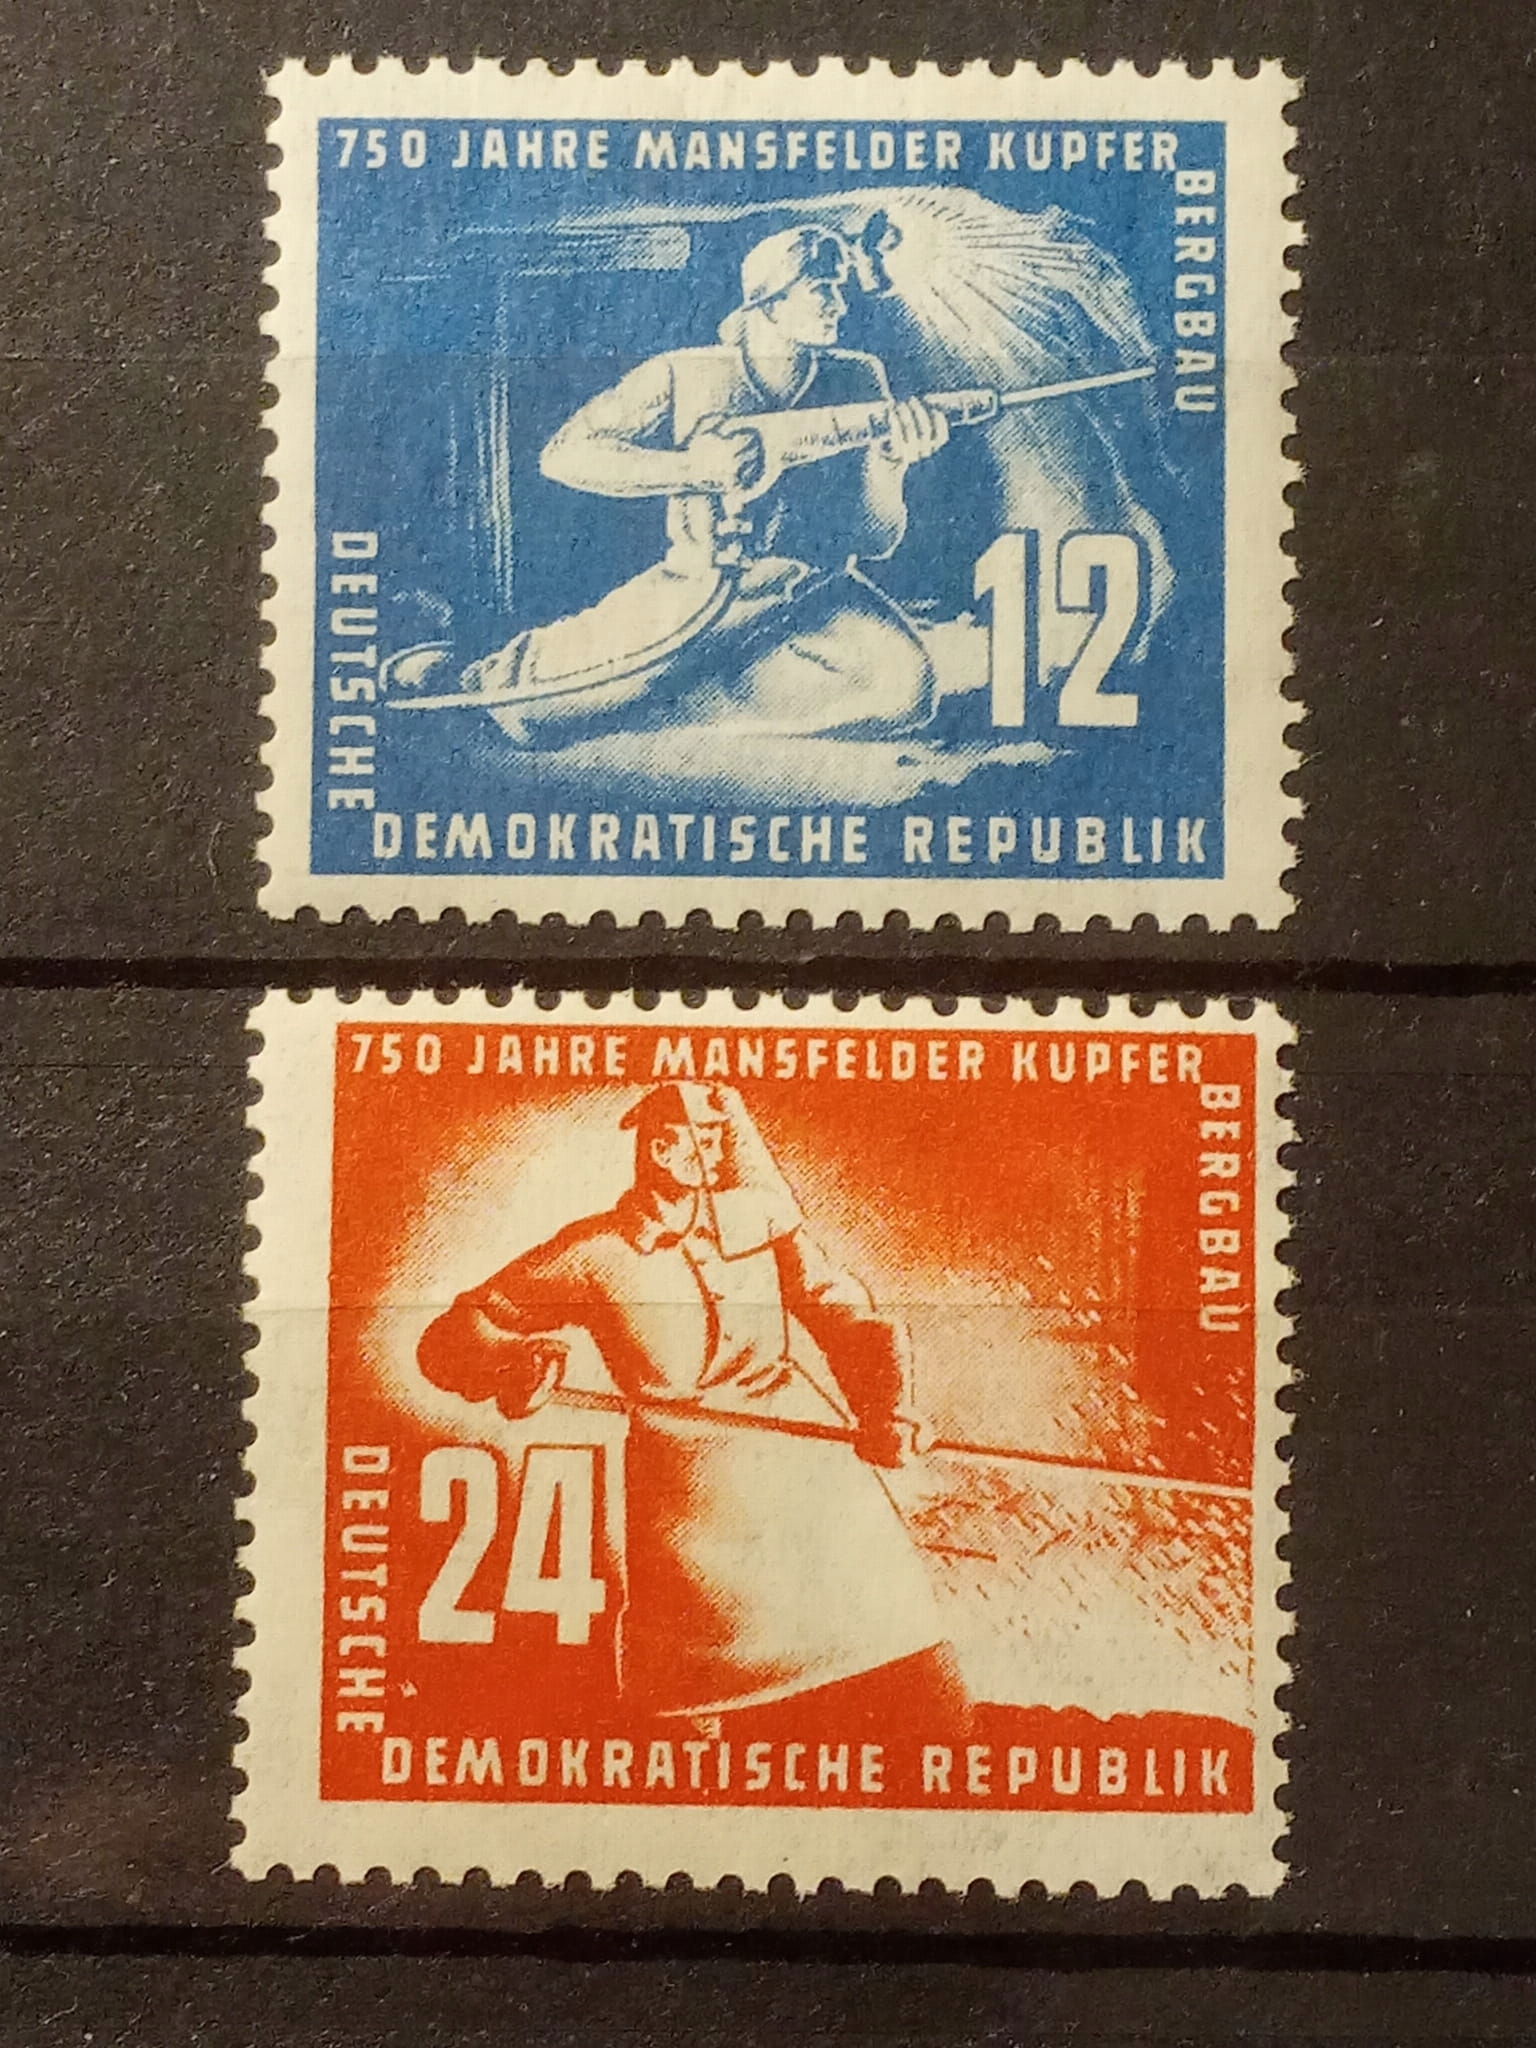 750 JAHRE MANSFELDER KUPFER
BERGBAU
12
DEUTSCHE
DEMOKRATISCHE REPUBLIK
750 JAHRE MANSFELDER KUPFER
BERGBAU
24
DEUTSCHE
DEMOKRATISCHE REPUBLIK